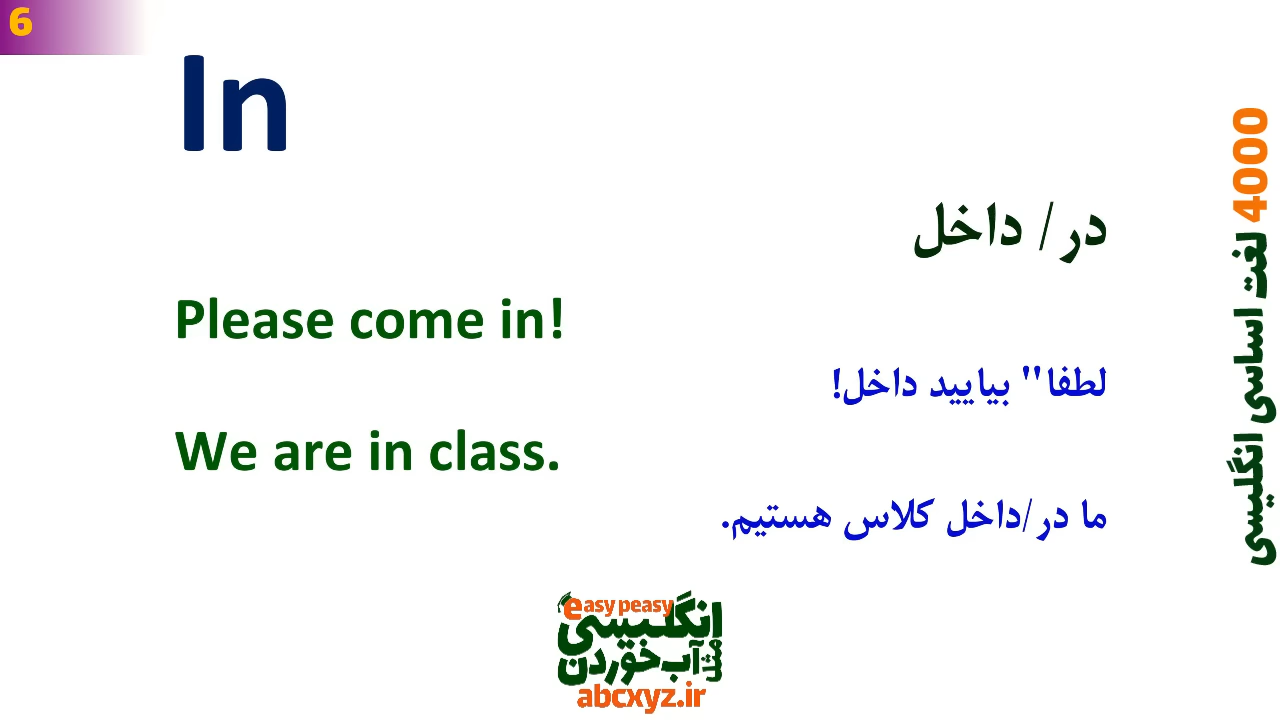 6
In
در/ داخل
Please come in!
لطفا" بیایید داخل!
We are in class.
ما در/داخل کلاس هستیم.
4000 لغت اساسی انگلیسی
easy peasy
انگلیسی
مثل آب خوردن
abcxyz.ir